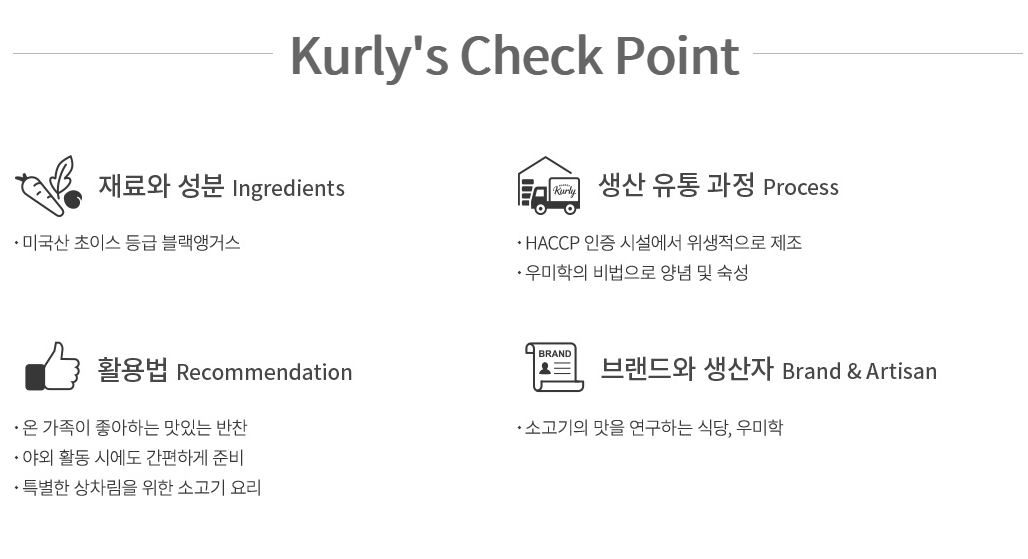 Kurly's Check Point
재료와 성분 Ingredients
· 미국산 초이스 등급 블랙앵거스
생산 유통 과정 Process
Kurly
· HACCP 인증 시설에서 위생적으로 제조
· 우미학의 비법으로 양념 및 숙성
활용법 Recommendation
· 온 가족이 좋아하는 맛있는 반찬
· 야외 활동 시에도 간편하게 준비
· 특별한 상차림을 위한 소고기 요리
BRAND
브랜드와 생산자 Brand & Artisan
· 소고기의 맛을 연구하는 식당, 우미학